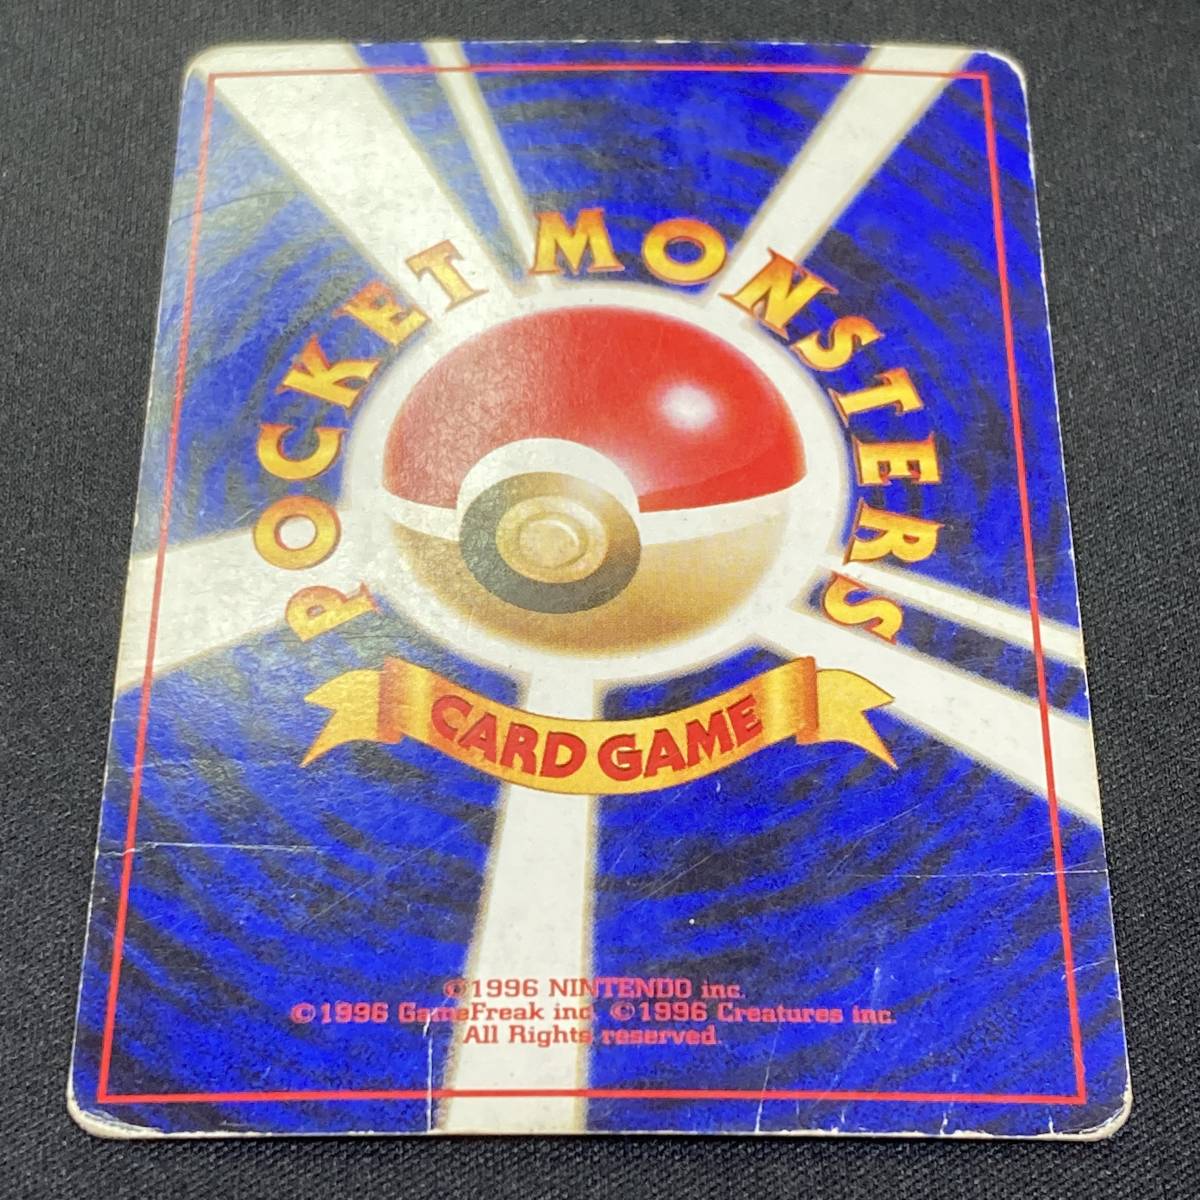 POCKET MONSTERS
CARD GAME
©1996 NINTENDO inc.
©1996 GameFreak inc. ©1996 Creatures inc.
All Rights reserved.